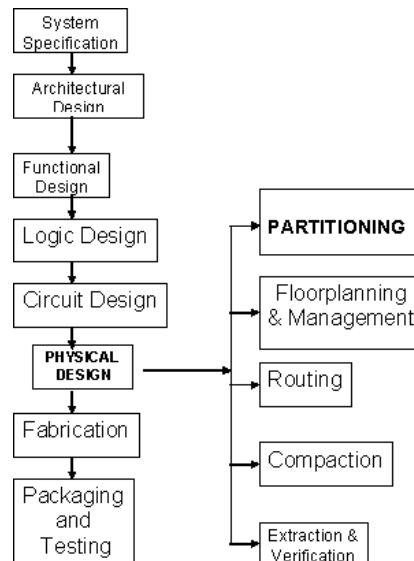 System
Specification
Architectural
Design
Functional
Design
Logic Design
Circuit Design
PHYSICAL
DESIGN
Fabrication
Packaging
and
Testing
PARTITIONING
Floorplanning
& Management
Routing
Compaction
Extraction &
Verification